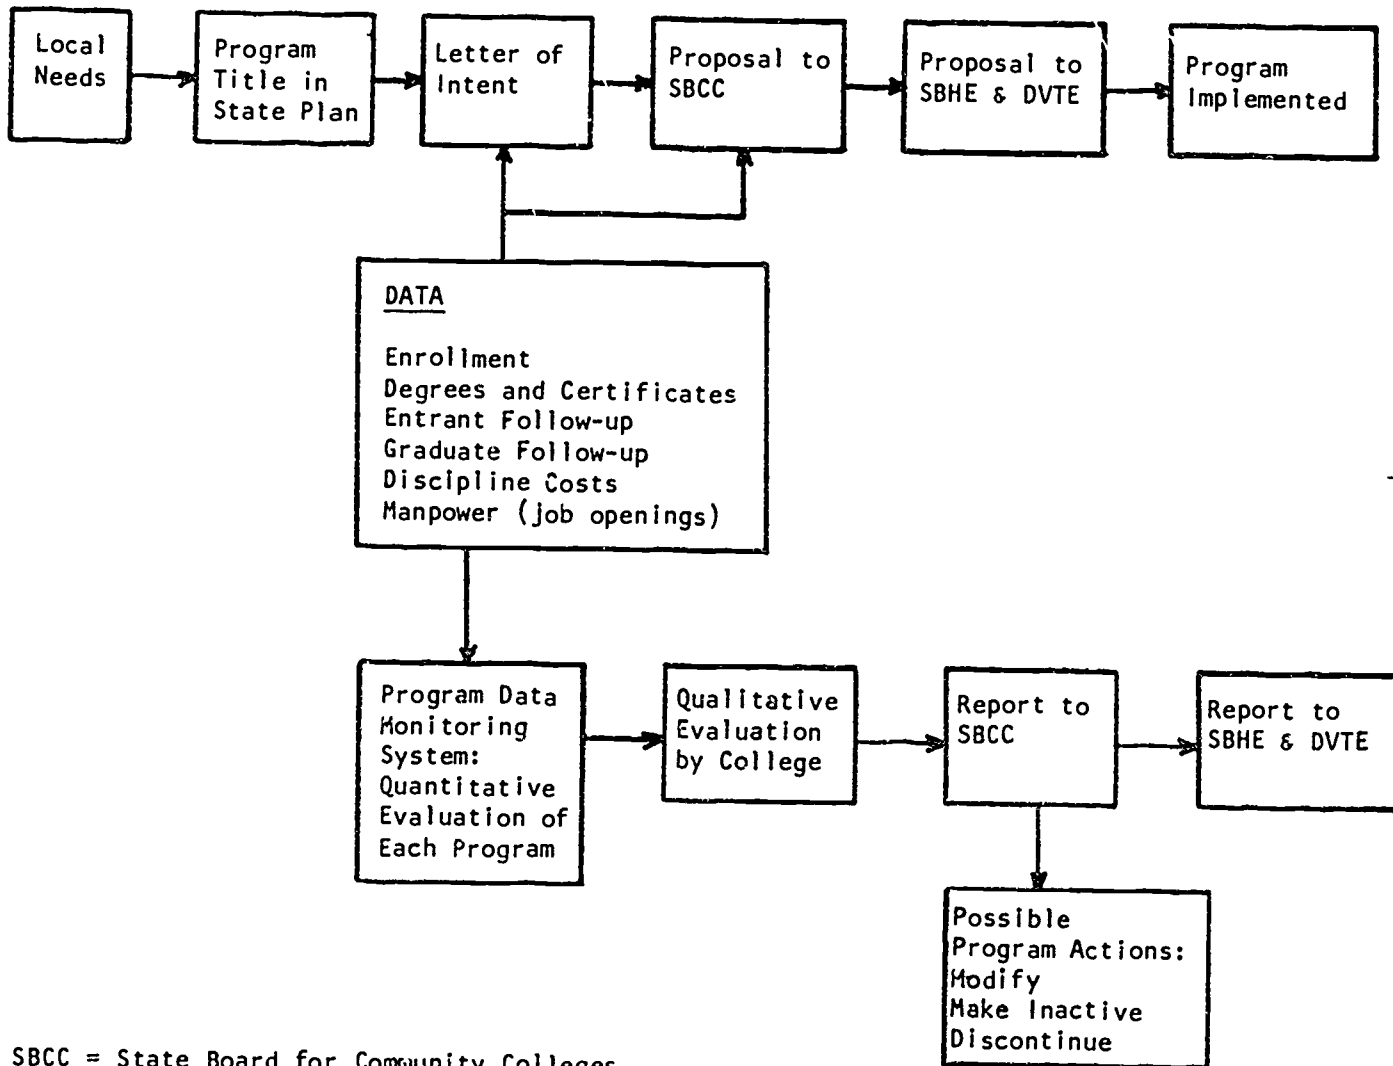 Local
Needs
Program
Title in
State Plan
Letter of
Intent
Proposal to
SBCC
Proposal to
SBHE & DVTE
Program
Implemented
DATA
Enrollment
Degrees and Certificates
Entrant Follow-up
Graduate Follow-up
Discipline Costs
Manpower (job openings)
Program Data
Monitoring
System:
Quantitative
Evaluation of
Each Program
Qualitative
Evaluation
by College
Report to
SBCC
Report to
SBHE & DVTE
Possible
Program Actions:
Modify
Make Inactive
Discontinue
SBCC = State Board for Community Colleges